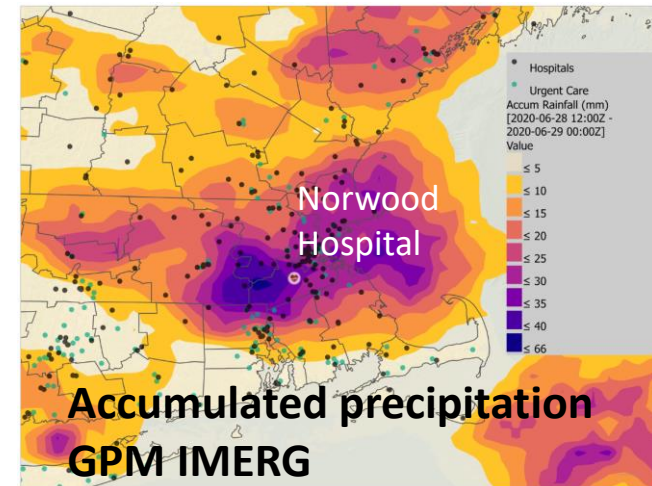 Hospitals
Urgent Care
Accum Rainfall (mm)
[2020-06-28 12:00Z -
2020-06-29 00:00Z]
Value
≤ 5
≤ 10
≤ 15
≤ 20
≤ 25
≤ 30
≤ 35
≤ 40
≤ 66
Norwood
Hospital
Accumulated precipitation
GPM IMERG